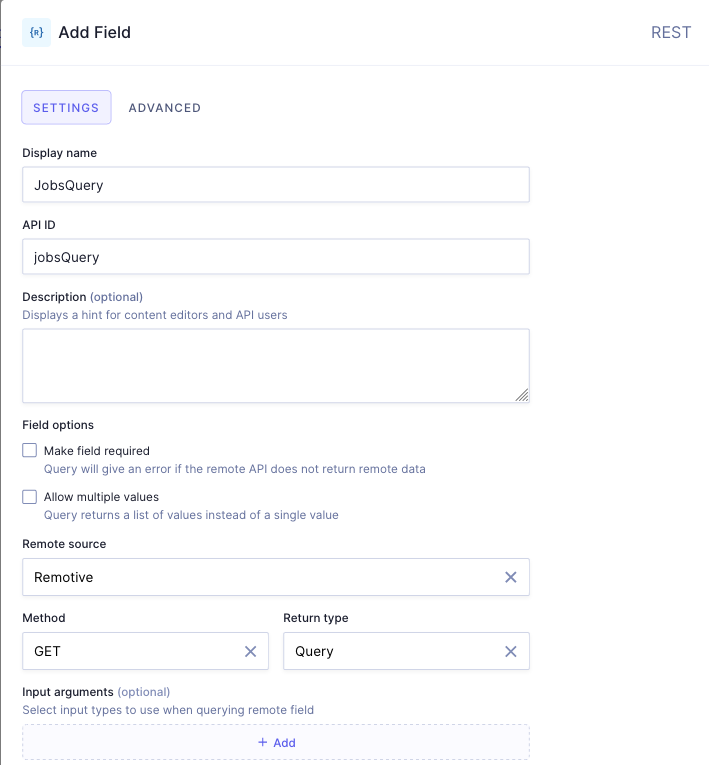 {R} Add Field REST
SETTINGS ADVANCED
Display name
JobsQuery
API ID
jobsQuery
Description (optional)
Displays a hint for content editors and API users
Field options
Make field required
Query will give an error if the remote API does not return remote data
Allow multiple values
Query returns a list of values instead of a single value
Remote source
Remotive
Method Return type
GET Query
Input arguments (optional)
Select input types to use when querying remote field
+ Add